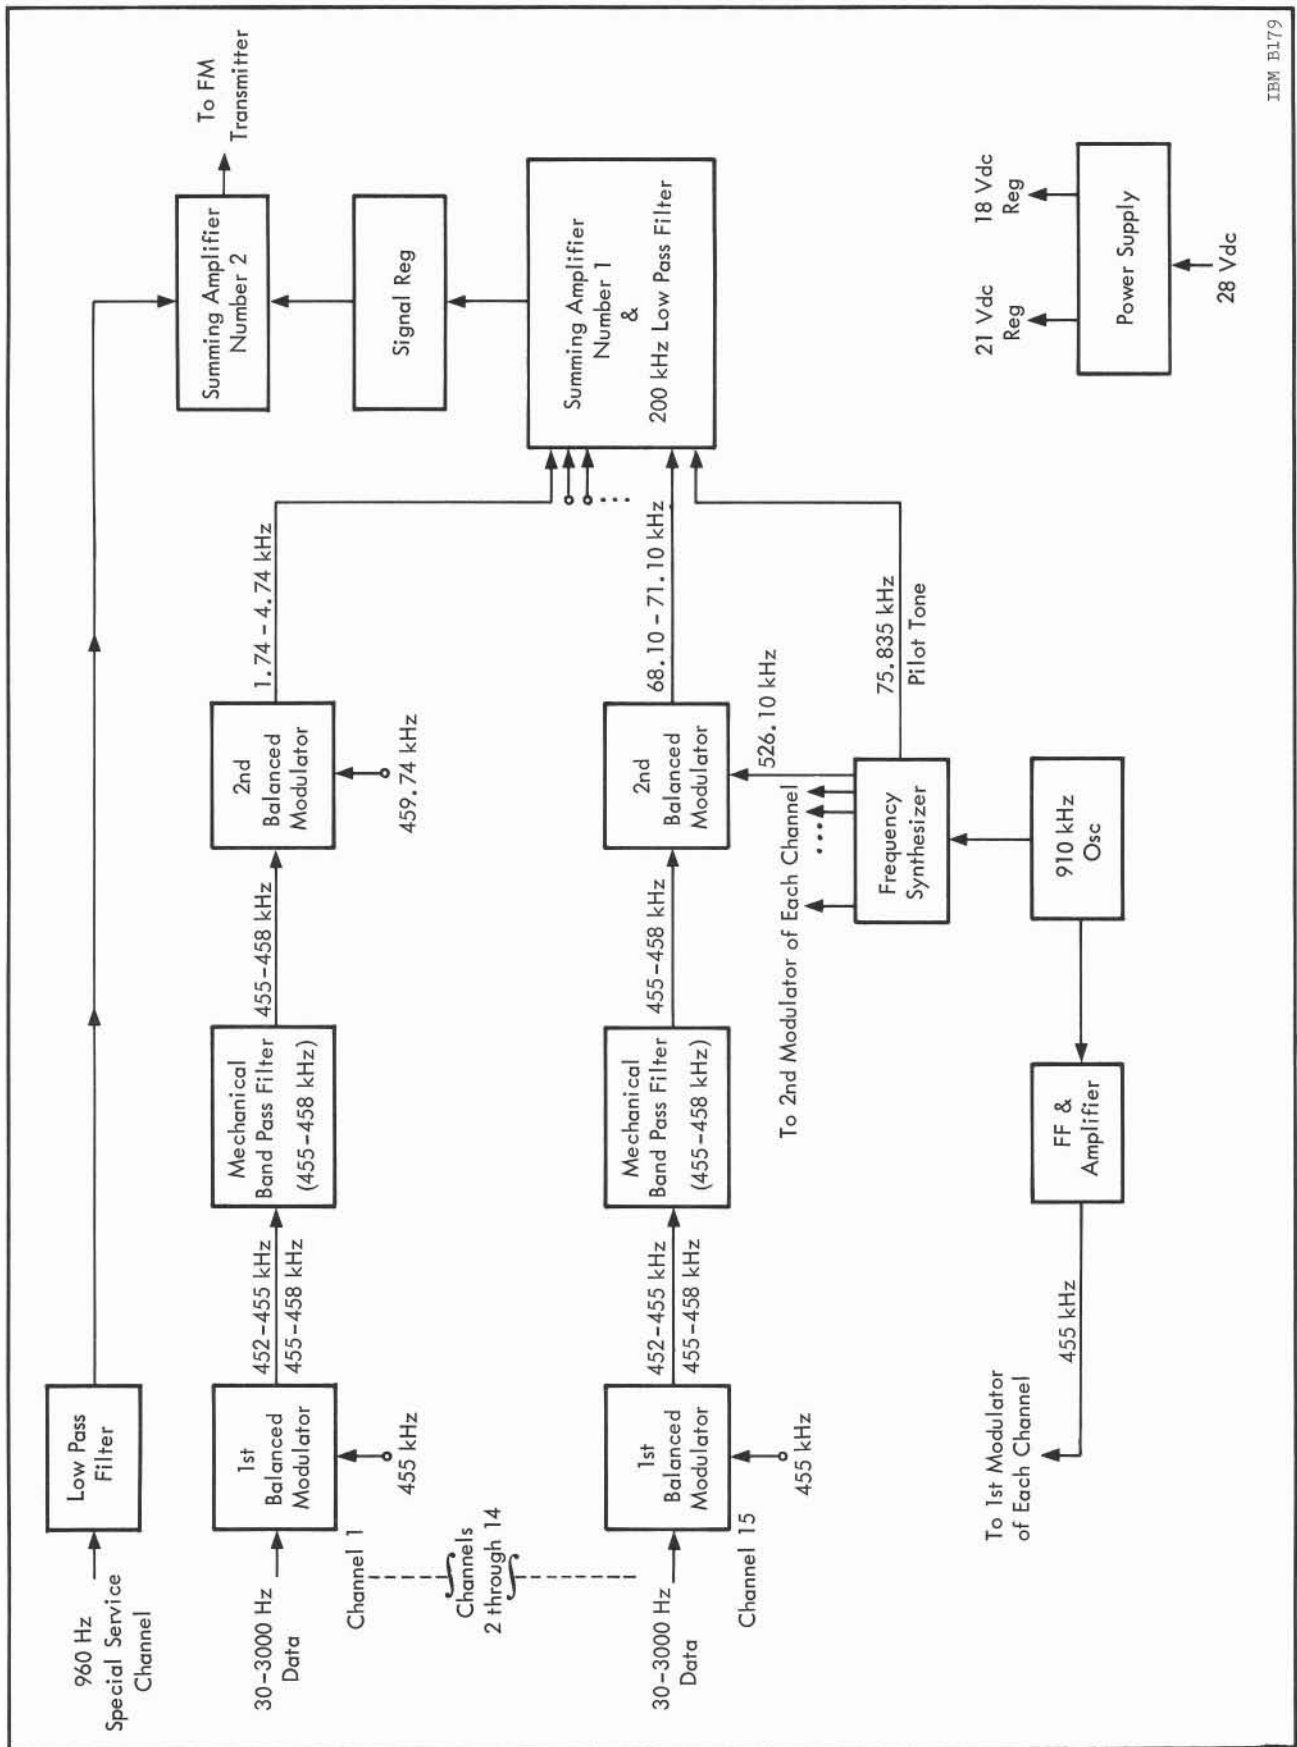 960 Hz
Special Service
Channel
Low Pass
Filter
To FM
Transmitter
Summing Amplifier
Number 2
Signal Reg
Summing Amplifier
Number 1
&
200 kHz Low Pass Filter
30-3000 Hz
Data
Channel 1
1st
Balanced
Modulator
455 kHz
452-455 kHz
455-458 kHz
Mechanical
Band Pass Filter
(455-458 kHz)
455-458 kHz
2nd
Balanced
Modulator
459.74 kHz
1.74 - 4.74 kHz
Channels
2 through 14
30-3000 Hz
Data
Channel 15
1st
Balanced
Modulator
455 kHz
452-455 kHz
455-458 kHz
Mechanical
Band Pass Filter
(455-458 kHz)
455-458 kHz
2nd
Balanced
Modulator
526.10 kHz
68.10 - 71.10 kHz
To 2nd Modulator of Each Channel
....
Frequency
Synthesizer
75.835 kHz
Pilot Tone
910 kHz
Osc
FF &
Amplifier
455 kHz
To 1st Modulator
of Each Channel
21 Vdc
Reg
18 Vdc
Reg
Power Supply
28 Vdc
IBM B179